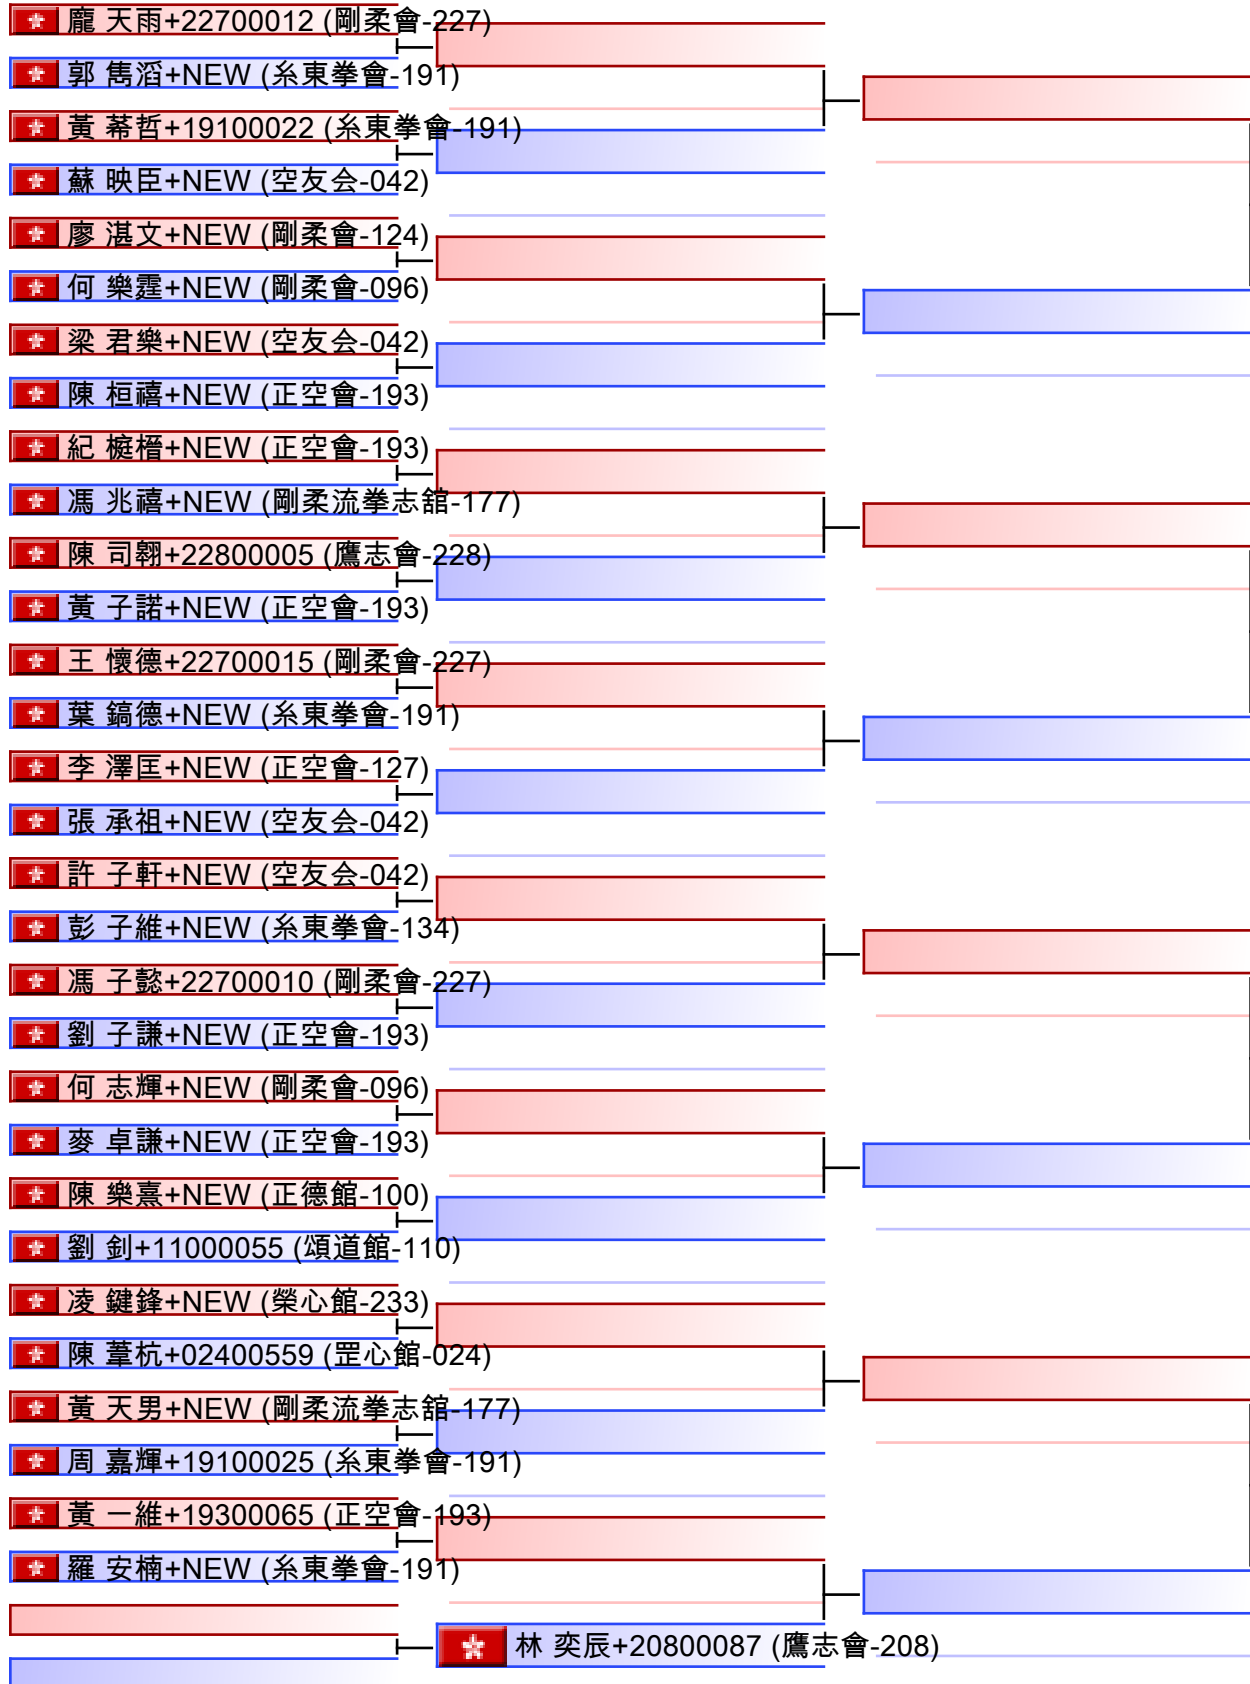 龐 天雨+22700012 (剛柔會-227)
郭 雋滔+NEW (糸東拳會-191)
黃 幕哲+19100022 (糸東拳會-191)
蘇 映臣+NEW (空友会-042)
廖 湛文+NEW (剛柔會-124)
何 樂霆+NEW (剛柔會-096)
梁 君樂+NEW (空友会-042)
陳 桓禧+NEW (正空會-193)
紀 榳榗+NEW (正空會-193)
馮 兆禧+NEW (剛柔流拳志舘-177)
陳 司翱+22800005 (鷹志會-228)
黃 子諾+NEW (正空會-193)
王 懷德+22700015 (剛柔會-227)
葉 鎬德+NEW (糸東拳會-191)
李 澤匡+NEW (正空會-127)
張 承祖+NEW (空友会-042)
許 子軒+NEW (空友会-042)
彭 子維+NEW (糸東拳會-134)
馮 子懿+22700010 (剛柔會-227)
劉 子謙+NEW (正空會-193)
何 志輝+NEW (剛柔會-096)
麥 卓謙+NEW (正空會-193)
陳 樂熹+NEW (正德館-100)
劉 釗+11000055 (頌道館-110)
凌 鍵鋒+NEW (榮心館-233)
陳 葦杭+02400559 (罡心館-024)
黃 天男+NEW (剛柔流拳志舘-177)
周 嘉輝+19100025 (糸東拳會-191)
黃 一維+19300065 (正空會-193)
羅 安楠+NEW (糸東拳會-191)
林 奕辰+20800087 (鷹志會-208)